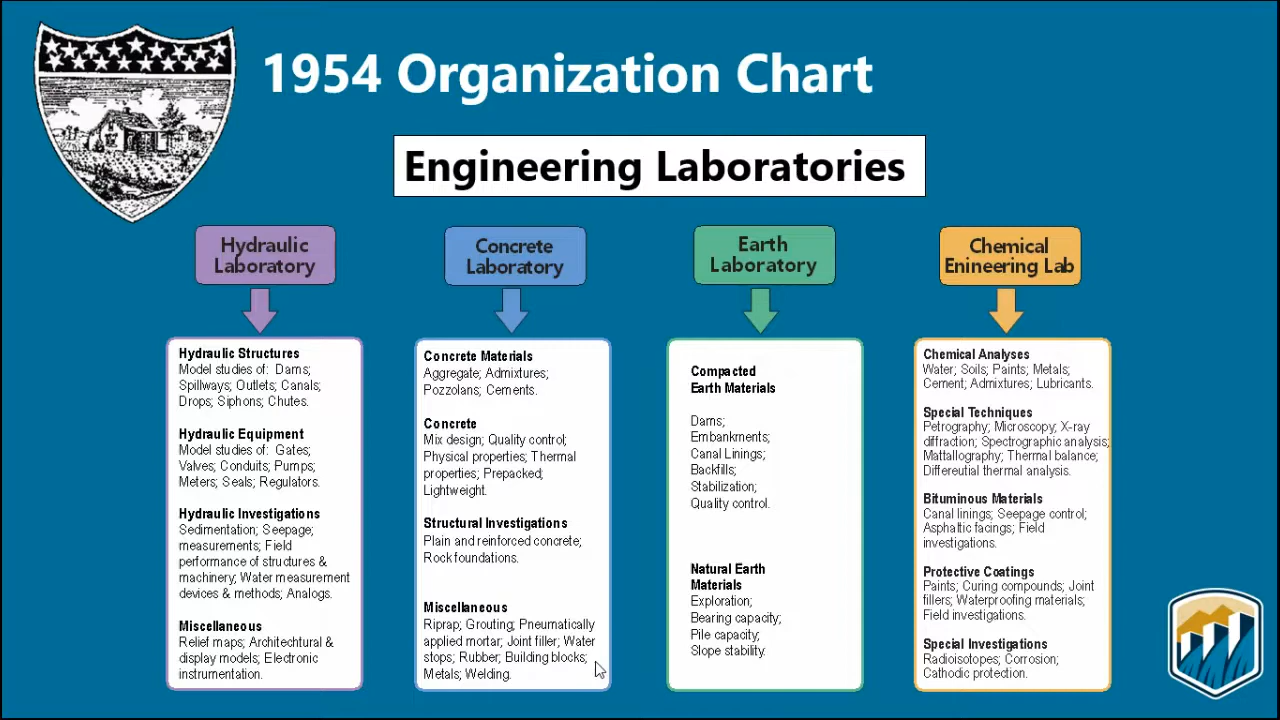 1954 Organization Chart
Engineering Laboratories
Hydraulic
Laboratory
Concrete
Laboratory
Earth
Laboratory
Chemical
Enineering Lab
Hydraulic Structures
Model studies of: Dams;
Spillways; Outlets; Canals;
Drops; Siphons; Chutes.
Hydraulic Equipment
Model studies of: Gates;
Valves; Conduits; Pumps;
Meters; Seals; Regulators.
Hydraulic Investigations
Sedimentation; Seepage;
measurements; Field
performance of structures &
machinery; Water measurement
devices & methods; Analogs.
Miscellaneous
Relief maps; Architechtural &
display models; Electronic
instrumentation.
Concrete Materials
Aggregate; Admixtures;
Pozzolans; Cements.
Concrete
Mix design; Quality control;
Physical properties; Thermal
properties; Prepacked;
Lightweight.
Structural Investigations
Plain and reinforced concrete;
Rock foundations.
Miscellaneous
Riprap; Grouting; Pneumatically
applied mortar; Joint filler; Water
stops; Rubber; Building blocks;
Metals; Welding.
Compacted
Earth Materials
Dams;
Embankments;
Canal Linings;
Backfills;
Stabilization;
Quality control.
Natural Earth
Materials
Exploration;
Bearing capacity;
Pile capacity;
Slope stability.
Chemical Analyses
Water; Soils; Paints; Metals;
Cement; Admixtures; Lubricants.
Special Techniques
Petrography; Microscopy; X-ray
diffraction; Spectrographic analysis;
Mattallography; Thermal balance;
Differeutial thermal analysis.
Bituminous Materials
Canal linings; Seepage control;
Asphaltic facings; Field
investigations.
Protective Coatings
Paints; Curing compounds; Joint
fillers; Waterproofing materials;
Field investigations.
Special Investigations
Radioisotopes; Corrosion;
Cathodic protection.